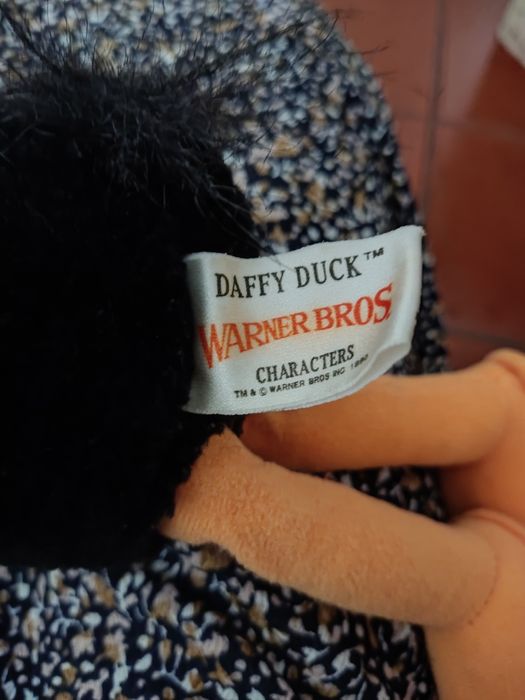 DAFFY DUCK™
WARNER BROS.
CHARACTERS
TM & © WARNER BROS INC